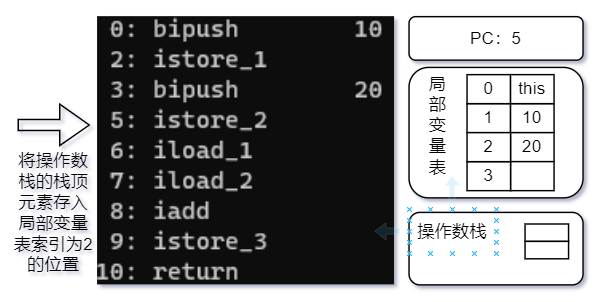 0: bipush 10
2: istore_1
3: bipush 20
5: istore_2
6: iload_1
7: iload_2
8: iadd
9: istore_3
10: return
将操作数
栈的栈顶
元素存入
局部变量
表索引为2
的位置
PC：5
局部变量表
0 this
1 10
2 20
3
操作数栈